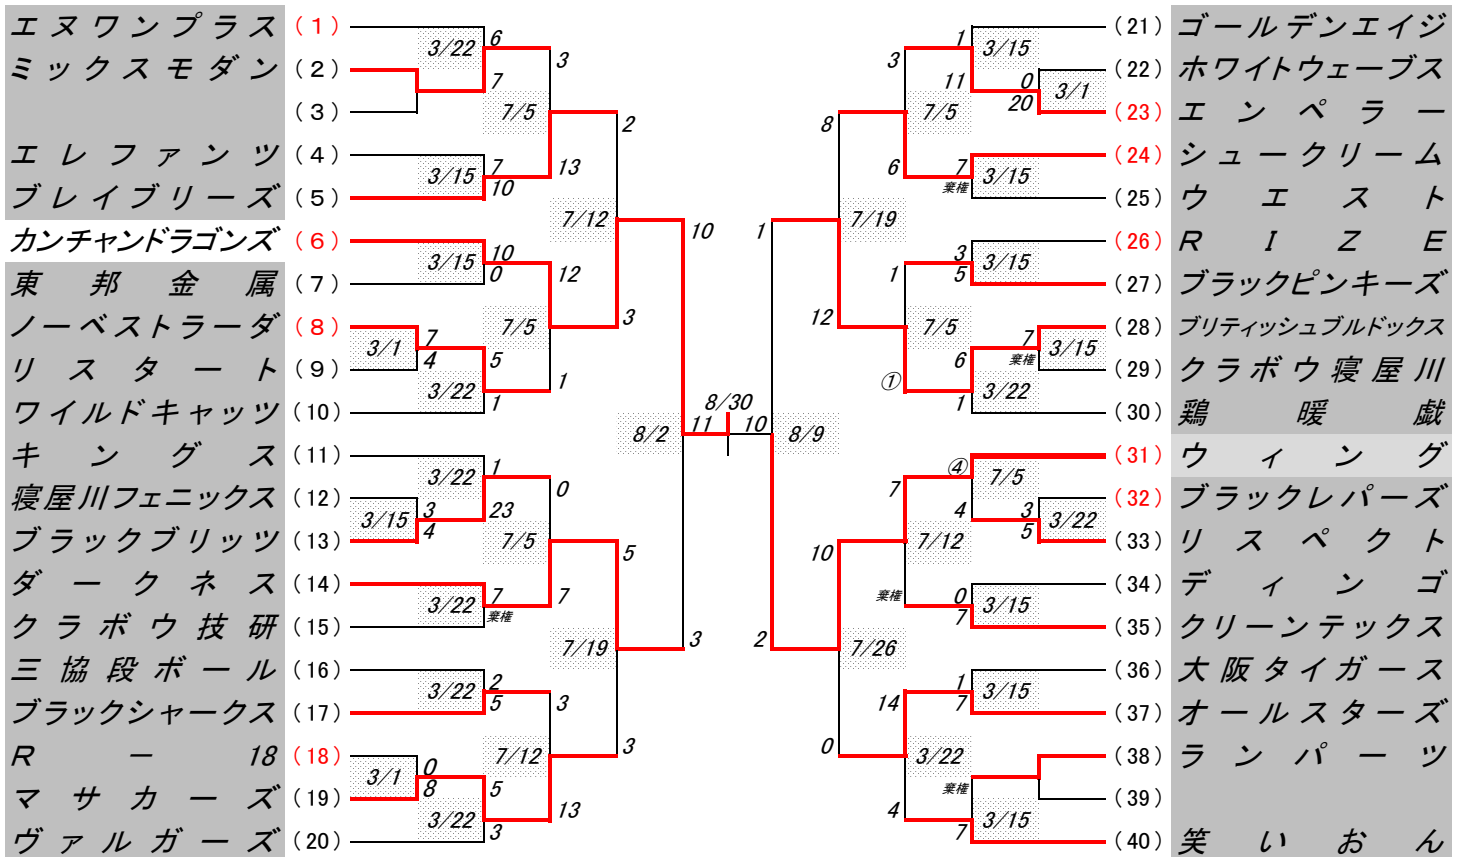 エヌワンプラス (1)
ミックスモダン (2)
(3)
エレファンツ (4)
ブレイブリーズ (5)
カンチャンドラゴンズ (6)
東邦金属 (7)
ノーベストラーダ (8)
リスタート (9)
ワイルドキャッツ (10)
キングス (11)
寝屋川フェニックス (12)
ブラックブリッツ (13)
ダークネス (14)
クラボウ技研 (15)
三協段ボール (16)
ブラックシャークス (17)
R－18 (18)
マサカーズ (19)
ヴァルガーズ (20)
3/22
6
7
3/15
7
10
3/15
10
0
3/1
7
4
3/22
5
1
3/22
1
23
3/15
3
4
3/22
7
棄権
3/22
2
5
3/1
0
8
3/22
5
3
7/5
3
13
7/5
12
1
7/5
0
7
7/12
3
13
7/12
2
3
7/19
5
3
8/2
10
3
8/30
11
10
8/9
1
2
7/19
8
12
7/26
10
0
7/5
3
6
7/5
1
①
7/12
7
棄権
3/22
14
4
3/15
1
11
3/1
0
20
3/15
7
棄権
3/15
3
5
3/15
7
棄権
3/22
6
1
7/5
④
4
3/22
3
5
3/15
0
7
3/15
1
7
3/15
棄権
7
(21) ゴールデンエイジ
(22) ホワイトウェーブス
(23) エンペラー
(24) シュークリーム
(25) ウエスト
(26) RIZE
(27) ブラックピンキーズ
(28) ブリティッシュブルドックス
(29) クラボウ寝屋川
(30) 鶏暖戯
(31) ウィング
(32) ブラックレパーズ
(33) リスペクト
(34) ディンゴ
(35) クリーンテックス
(36) 大阪タイガース
(37) オールスターズ
(38) ランパーツ
(39)
(40) 笑いおん